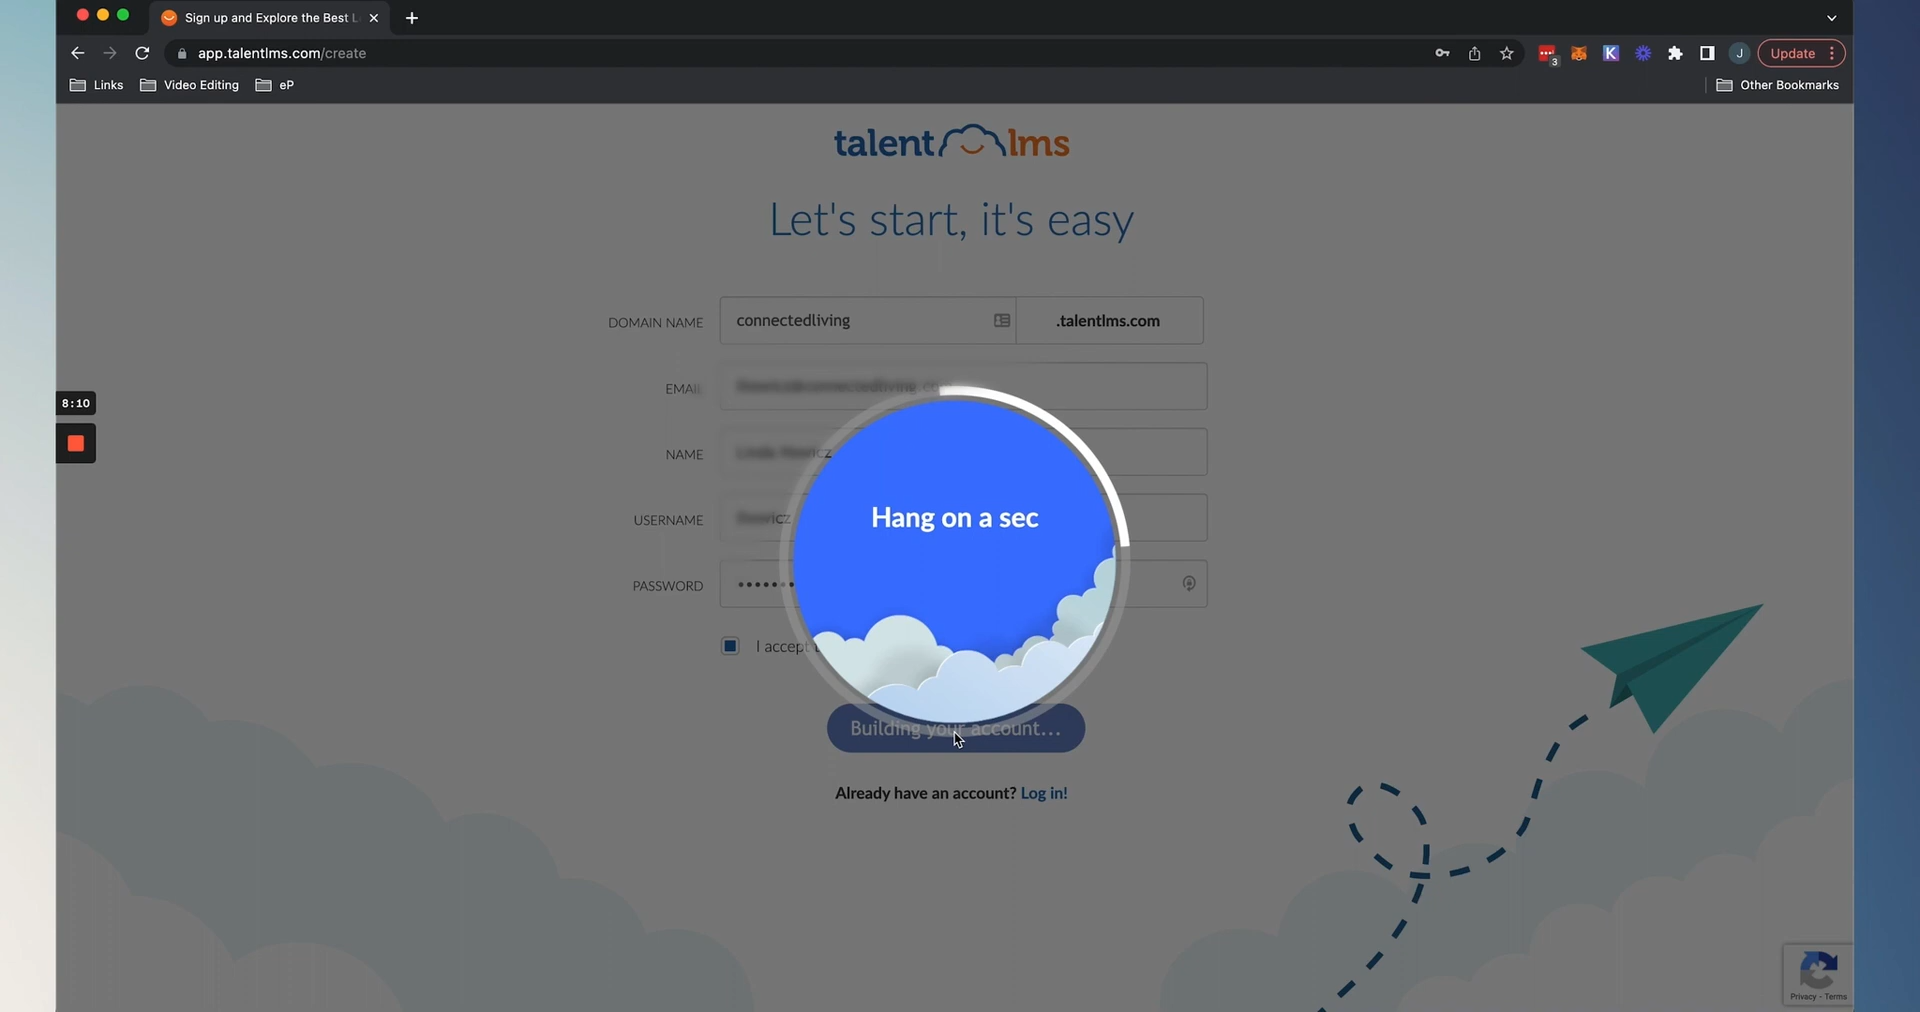 Sign up and Explore the Best L
app.talentlms.com/create
3
K
J
Update
Links
Video Editing
eP
Other Bookmarks
talentlms
Let's start, it's easy
DOMAIN NAME
connectedliving
.talentlms.com
EMAIL
8:10
NAME
Hang on a sec
USERNAME
PASSWORD
I accept
Building your account...
Already have an account? Log in!
Privacy - Terms